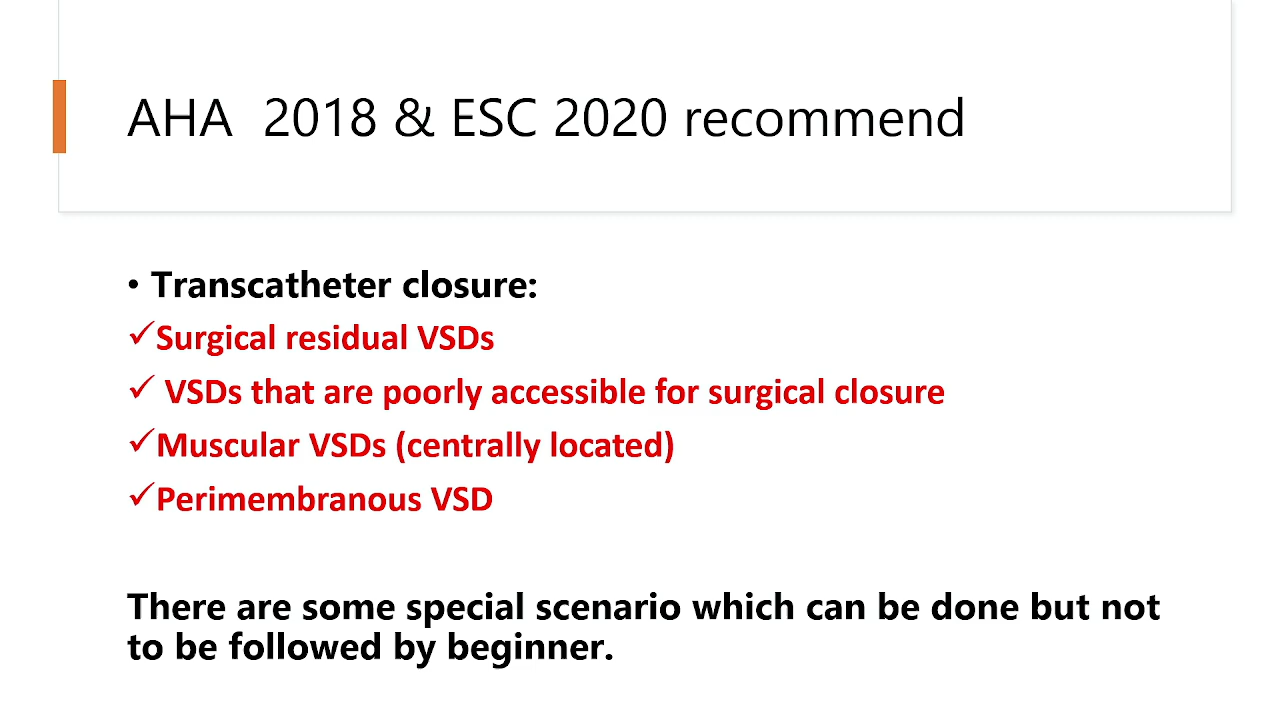 AHA 2018 & ESC 2020 recommend
• Transcatheter closure:
✓Surgical residual VSDs
✓ VSDs that are poorly accessible for surgical closure
✓Muscular VSDs (centrally located)
✓Perimembranous VSD
There are some special scenario which can be done but not
to be followed by beginner.